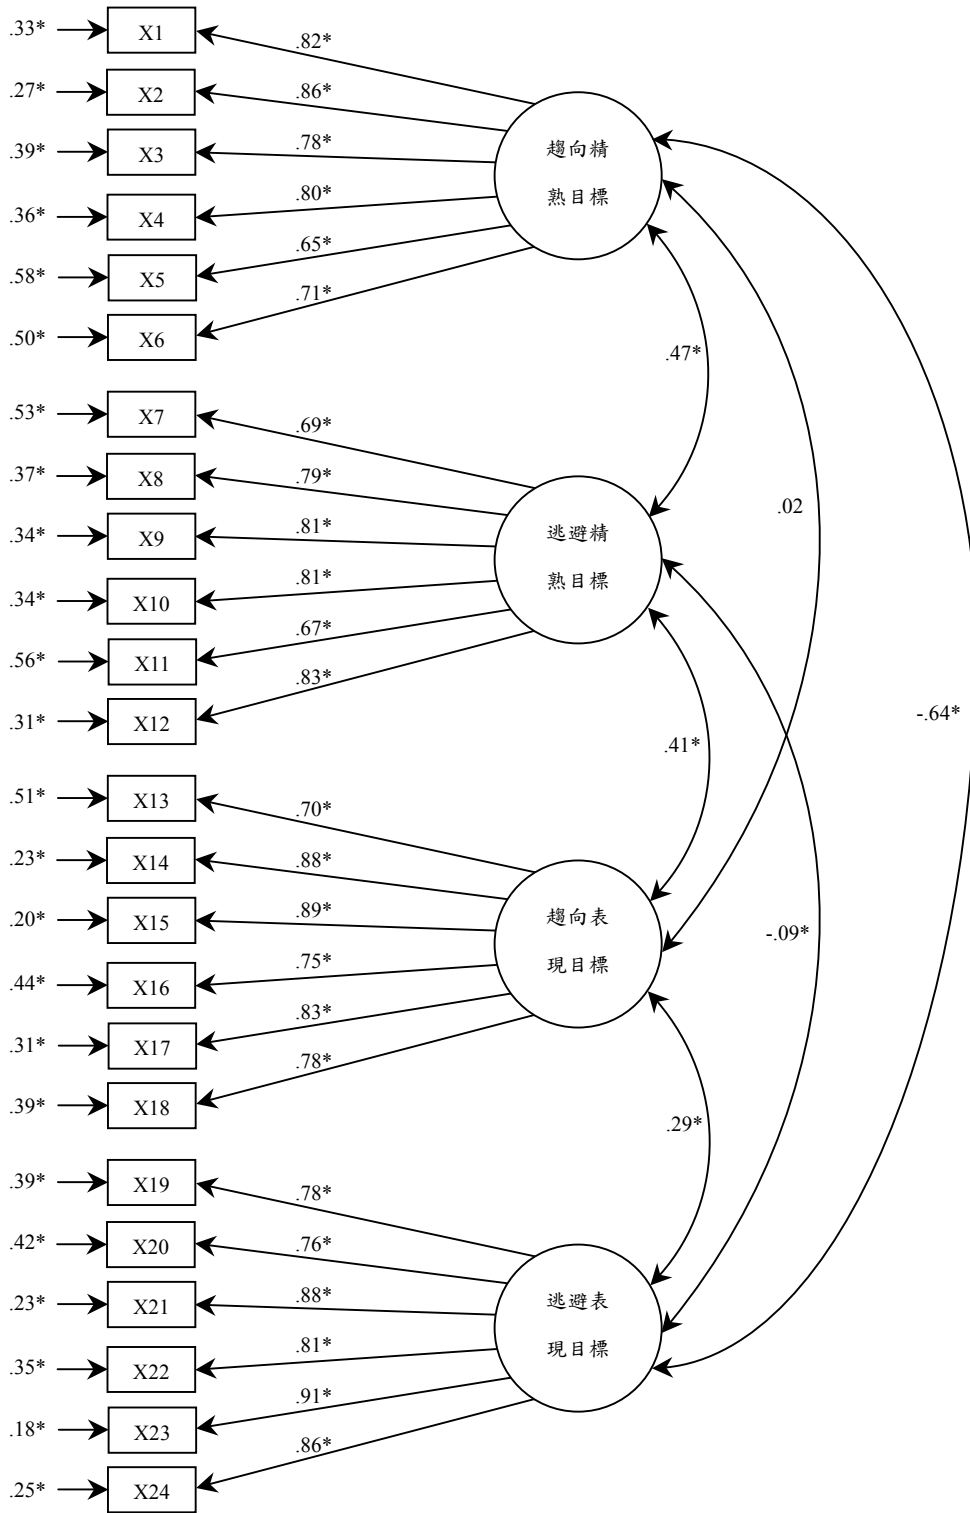 .33* X1 .82*
.27* X2 .86*
.39* X3 .78*
.36* X4 .80*
.58* X5 .65*
.50* X6 .71*
趨向精
熟目標
.47*
.53* X7 .69*
.37* X8 .79*
.34* X9 .81*
.34* X10 .81*
.56* X11 .67*
.31* X12 .83*
逃避精
熟目標
.02
-.64*
.41*
.51* X13 .70*
.23* X14 .88*
.20* X15 .89*
.44* X16 .75*
.31* X17 .83*
.39* X18 .78*
趨向表
現目標
-.09*
.29*
.39* X19 .78*
.42* X20 .76*
.23* X21 .88*
.35* X22 .81*
.18* X23 .91*
.25* X24 .86*
逃避表
現目標